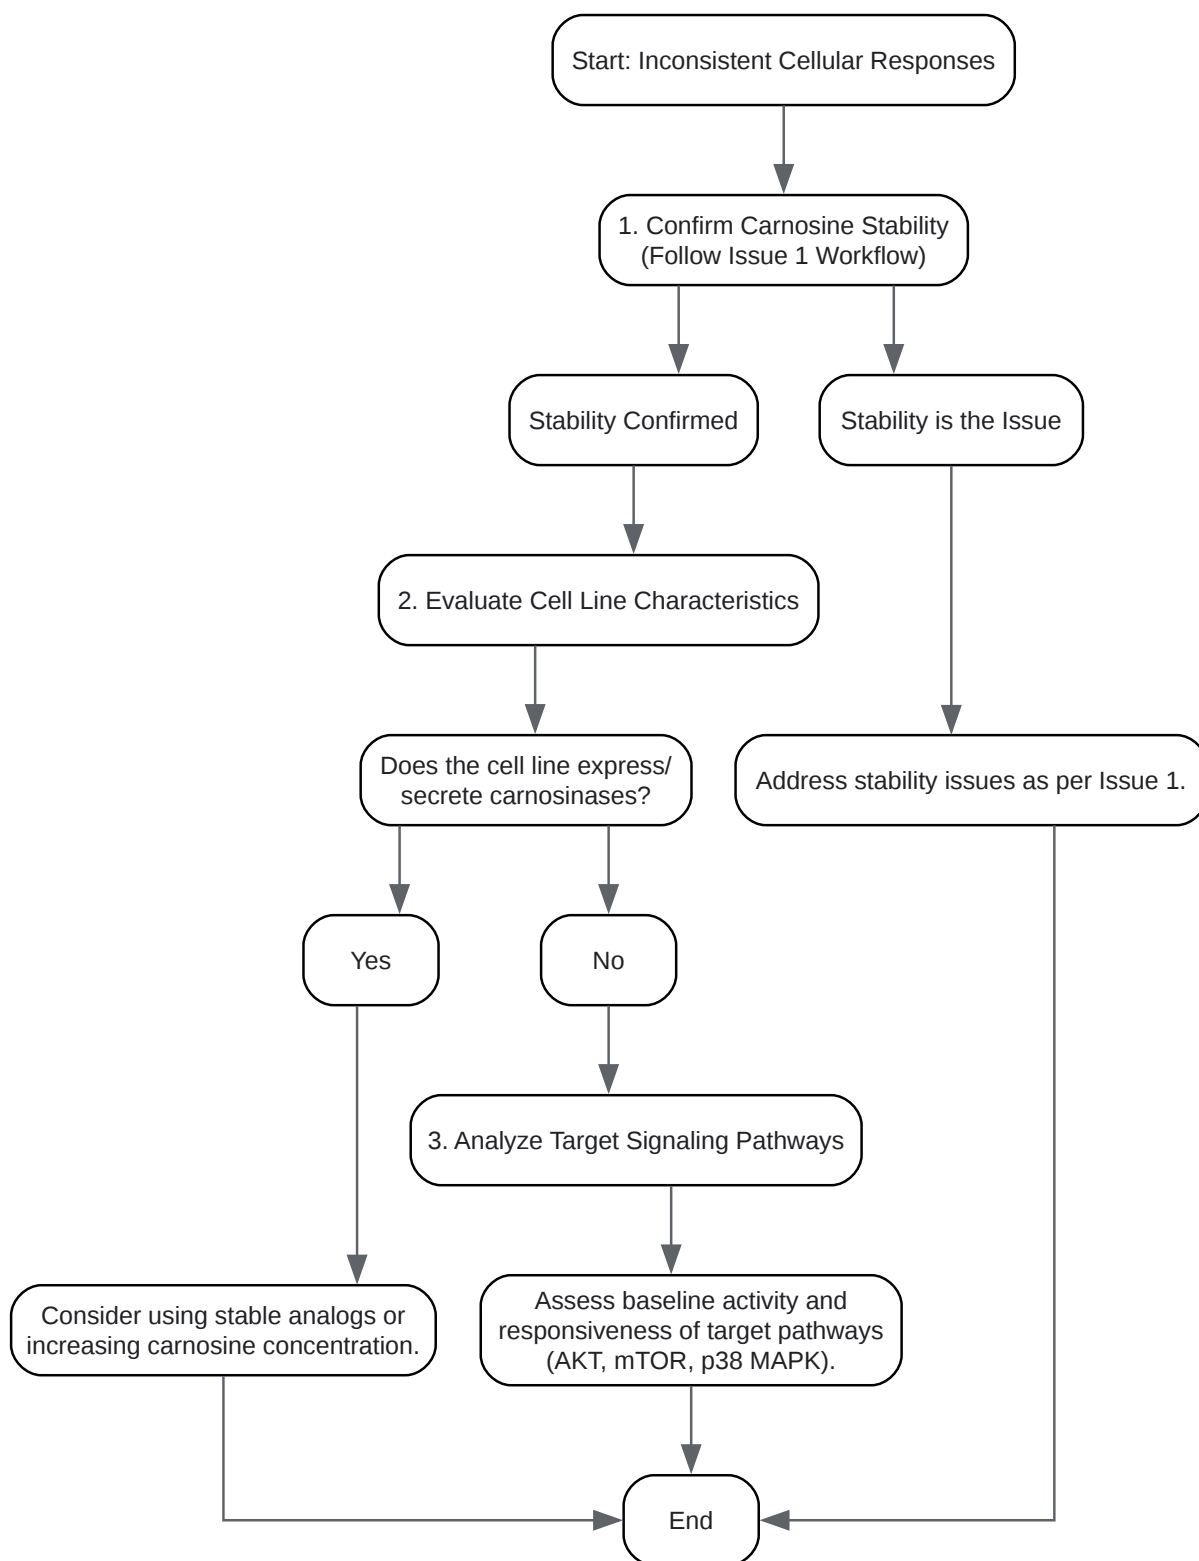 Start: Inconsistent Cellular Responses
1. Confirm Carnosine Stability
(Follow Issue 1 Workflow)
Stability Confirmed
Stability is the Issue
2. Evaluate Cell Line Characteristics
Does the cell line express/
secrete carnosinases?
Address stability issues as per Issue 1.
Yes
No
3. Analyze Target Signaling Pathways
Consider using stable analogs or
increasing carnosine concentration.
Assess baseline activity and
responsiveness of target pathways
(AKT, mTOR, p38 MAPK).
End